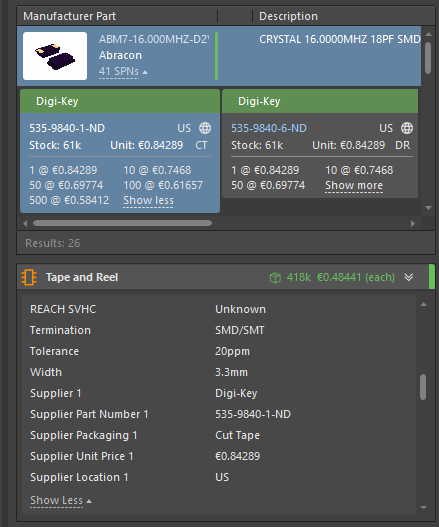 Manufacturer Part
Description
ABM7-16.000MHZ-D2Y
CRYSTAL 16.0000MHZ 18PF SMD
Abracon
41 SPNs
Digi-Key
Digi-Key
535-9840-1-ND US
Stock: 61k Unit: €0.84289 CT
1 @ €0.84289 10 @ €0.7468
50 @ €0.69774 100 @ €0.61657
500 @ €0.58412 Show less
535-9840-6-ND US
Stock: 61k Unit: €0.84289 DR
1 @ €0.84289 10 @ €0.7468
50 @ €0.69774 Show more
Results: 26
Tape and Reel 418k €0.48441 (each)
REACH SVHC Unknown
Termination SMD/SMT
Tolerance 20ppm
Width 3.3mm
Supplier 1 Digi-Key
Supplier Part Number 1 535-9840-1-ND
Supplier Packaging 1 Cut Tape
Supplier Unit Price 1 €0.84289
Supplier Location 1 US
Show Less